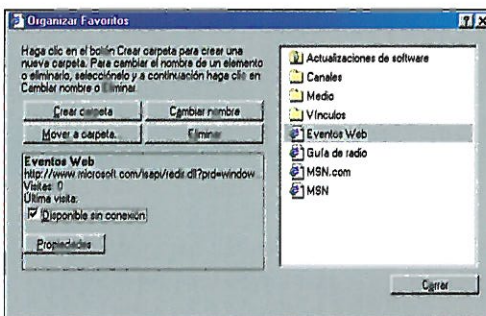 Organizar Favoritos
Haga clic en el botón Crear carpeta para crear una
nueva carpeta. Para cambiar el nombre de un elemento
o eliminarlo, selecciónelo y a continuación haga clic en
Cambiar nombre o Eliminar.
Crear carpeta
Cambiar nombre
Mover a carpeta...
Eliminar
Eventos Web
http://www.microsoft.com/isapi/redir.dll?prd=window...
Visitas: 0
Última visita:
Disponible sin conexión
Propiedades
Actualizaciones de software
Canales
Medio
Vínculos
Eventos Web
Guía de radio
MSN.com
MSN
Cerrar